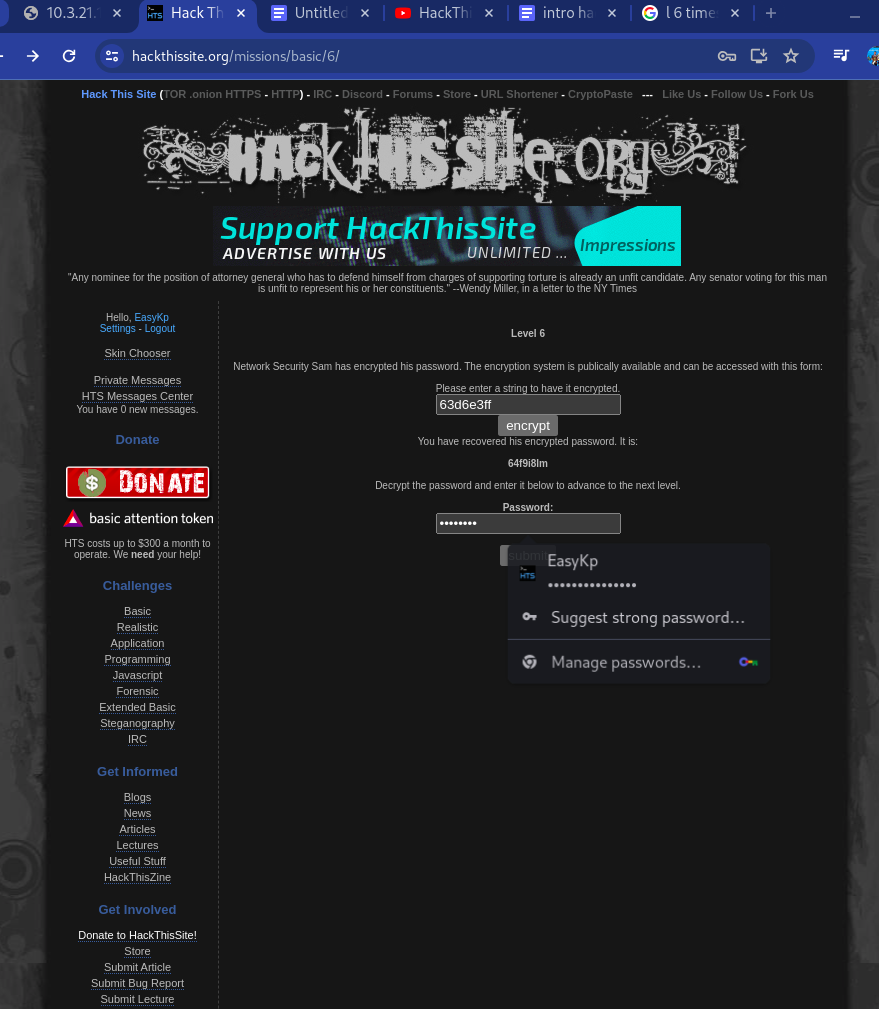 10.3.21.
Hack Th
Untitled
HackThi
intro ha
l 6 time
hackthissite.org/missions/basic/6/
Hack This Site (TOR .onion HTTPS - HTTP) - IRC - Discord - Forums - Store - URL Shortener - CryptoPaste --- Like Us - Follow Us - Fork Us
HAcktHIS SitE.ORg
Support HackThisSite
ADVERTISE WITH US
UNLIMITED ...
Impressions
"Any nominee for the position of attorney general who has to defend himself from charges of supporting torture is already an unfit candidate. Any senator voting for this man
is unfit to represent his or her constituents." --Wendy Miller, in a letter to the NY Times
Hello, EasyKp
Settings - Logout
Skin Chooser
Private Messages
HTS Messages Center
You have 0 new messages.
Donate
$ DONATE
basic attention token
HTS costs up to $300 a month to
operate. We need your help!
Challenges
Basic
Realistic
Application
Programming
Javascript
Forensic
Extended Basic
Steganography
IRC
Get Informed
Blogs
News
Articles
Lectures
Useful Stuff
HackThisZine
Get Involved
Donate to HackThisSite!
Store
Submit Article
Submit Bug Report
Submit Lecture
Level 6
Network Security Sam has encrypted his password. The encryption system is publically available and can be accessed with this form:
Please enter a string to have it encrypted.
63d6e3ff
encrypt
You have recovered his encrypted password. It is:
64f9i8lm
Decrypt the password and enter it below to advance to the next level.
Password:
••••••••
submit
EasyKp
•••••••••••••••
HTS
Suggest strong password...
Manage passwords...